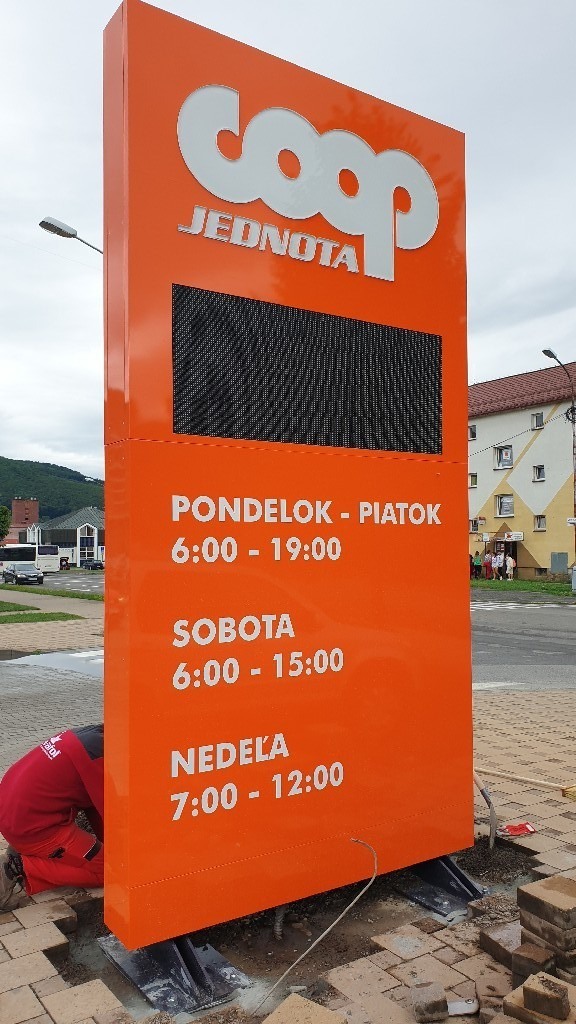 coop
JEDNOTA
PONDELOK - PIATOK
6:00 - 19:00
SOBOTA
6:00 - 15:00
NEDEĽA
7:00 - 12:00